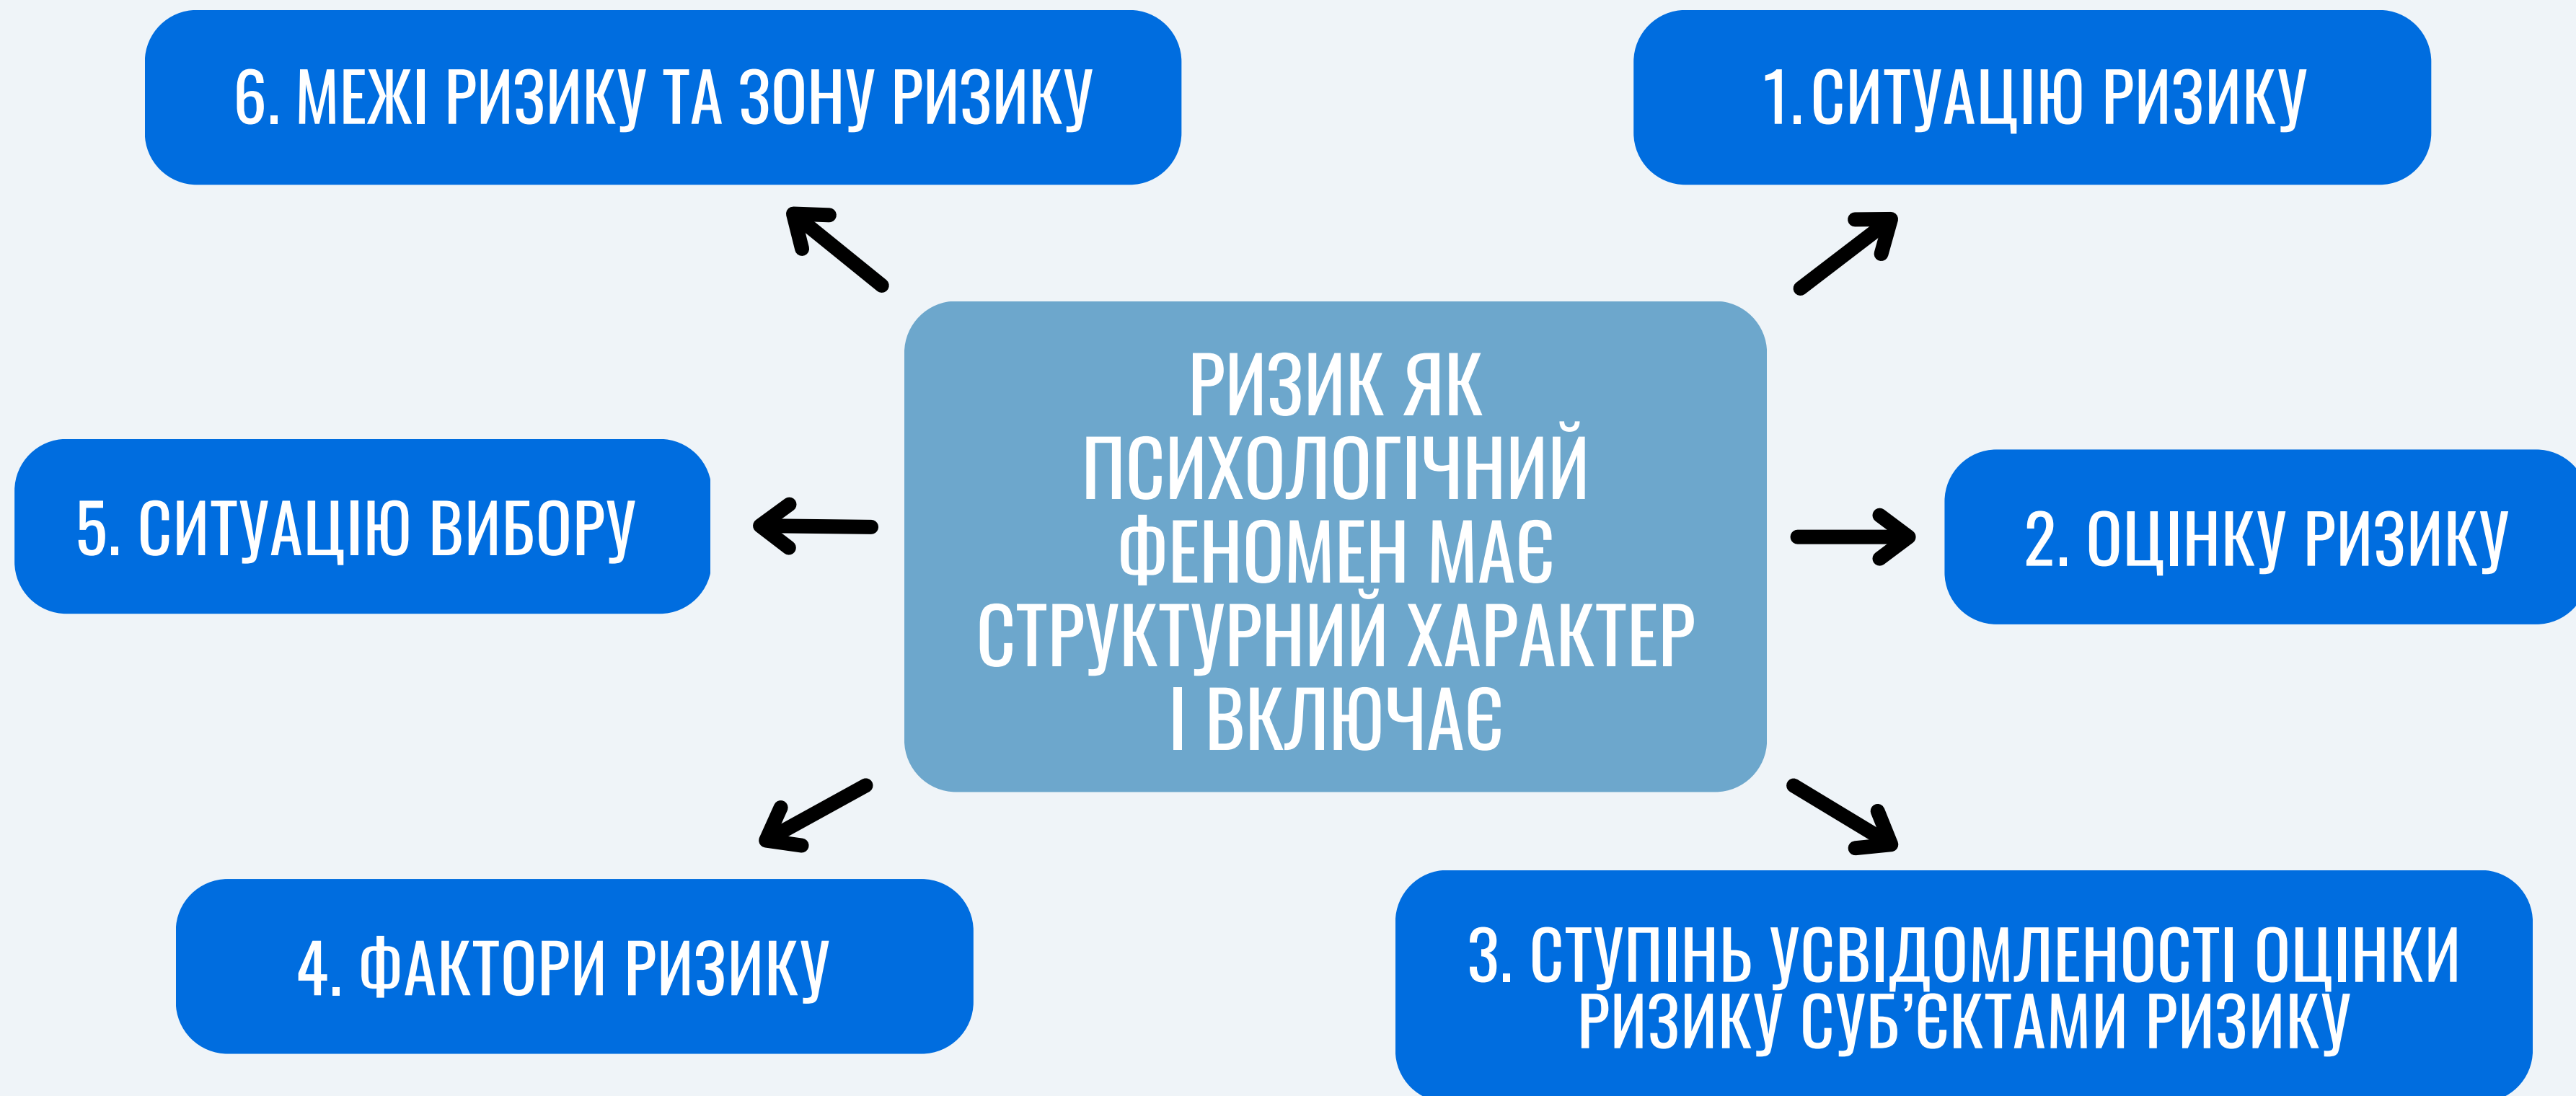 6. МЕЖІ РИЗИКУ ТА ЗОНУ РИЗИКУ
1. СИТУАЦІЮ РИЗИКУ
РИЗИК ЯК
ПСИХОЛОГІЧНИЙ
ФЕНОМЕН МАЄ
СТРУКТУРНИЙ ХАРАКТЕР
І ВКЛЮЧАЄ
5. СИТУАЦІЮ ВИБОРУ
2. ОЦІНКУ РИЗИКУ
4. ФАКТОРИ РИЗИКУ
3. СТУПІНЬ УСВІДОМЛЕНОСТІ ОЦІНКИ
РИЗИКУ СУБ’ЄКТАМИ РИЗИКУ